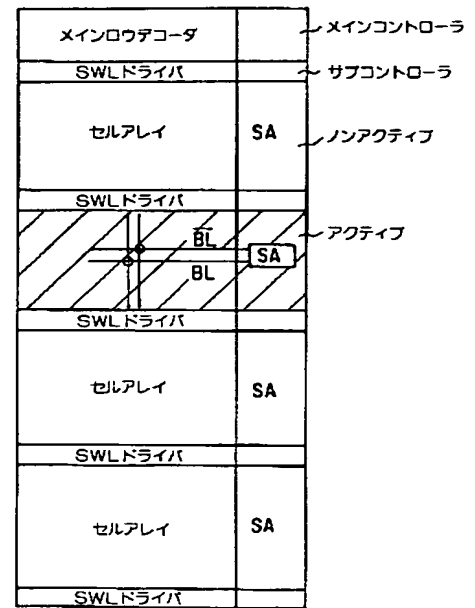 メインロウデコーダ メインコントローラ
SWLドライバ サブコントローラ
セルアレイ SA ノンアクティブ
SWLドライバ
アクティブ
BL
SA
BL
SWLドライバ
セルアレイ SA
SWLドライバ
セルアレイ SA
SWLドライバ